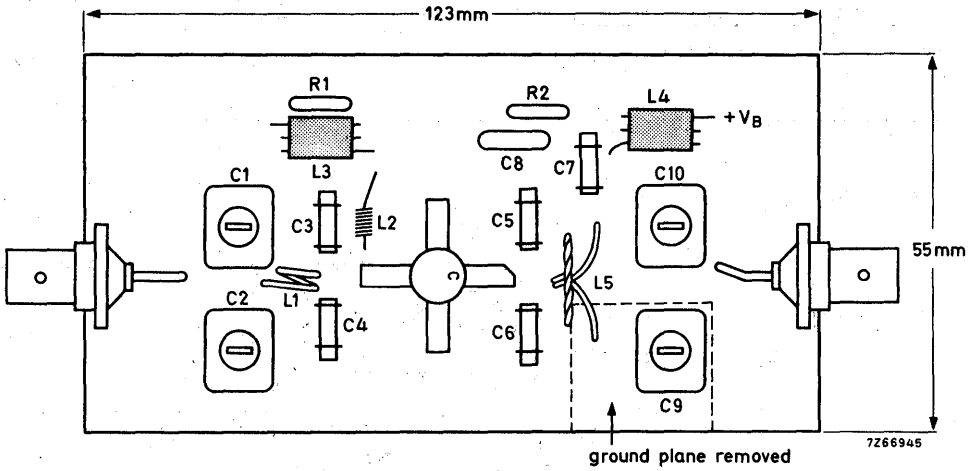 123mm
R1
R2
L4
+VB
C8
C7
L3
C1
C10
C3
L2
C5
55mm
C
L1
L5
C2
C4
C6
C9
7Z66945
ground plane removed